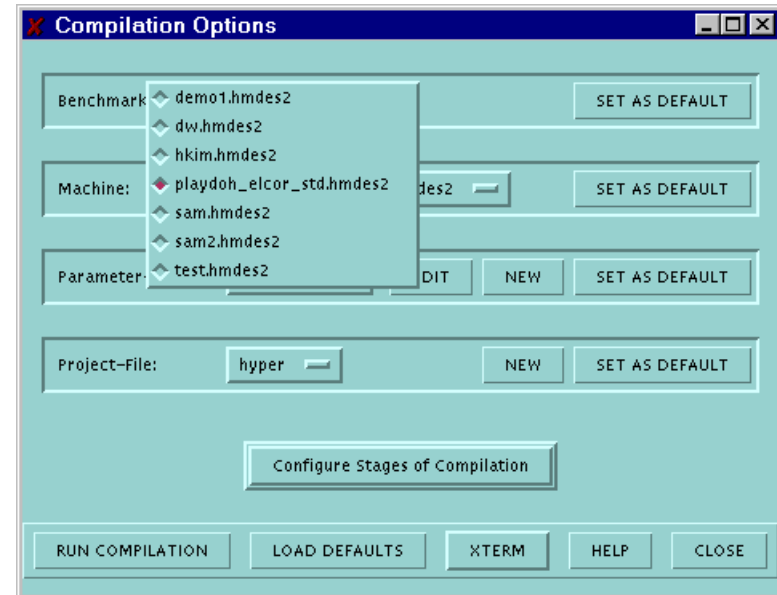 Compilation Options
Benchmark
SET AS DEFAULT
demo1.hmdes2
dw.hmdes2
hkim.hmdes2
playdoh_elcor_std.hmdes2
sam.hmdes2
sam2.hmdes2
test.hmdes2
Machine:
des2
SET AS DEFAULT
Parameter-
DIT
NEW
SET AS DEFAULT
Project-File:
hyper
NEW
SET AS DEFAULT
Configure Stages of Compilation
RUN COMPILATION
LOAD DEFAULTS
XTERM
HELP
CLOSE